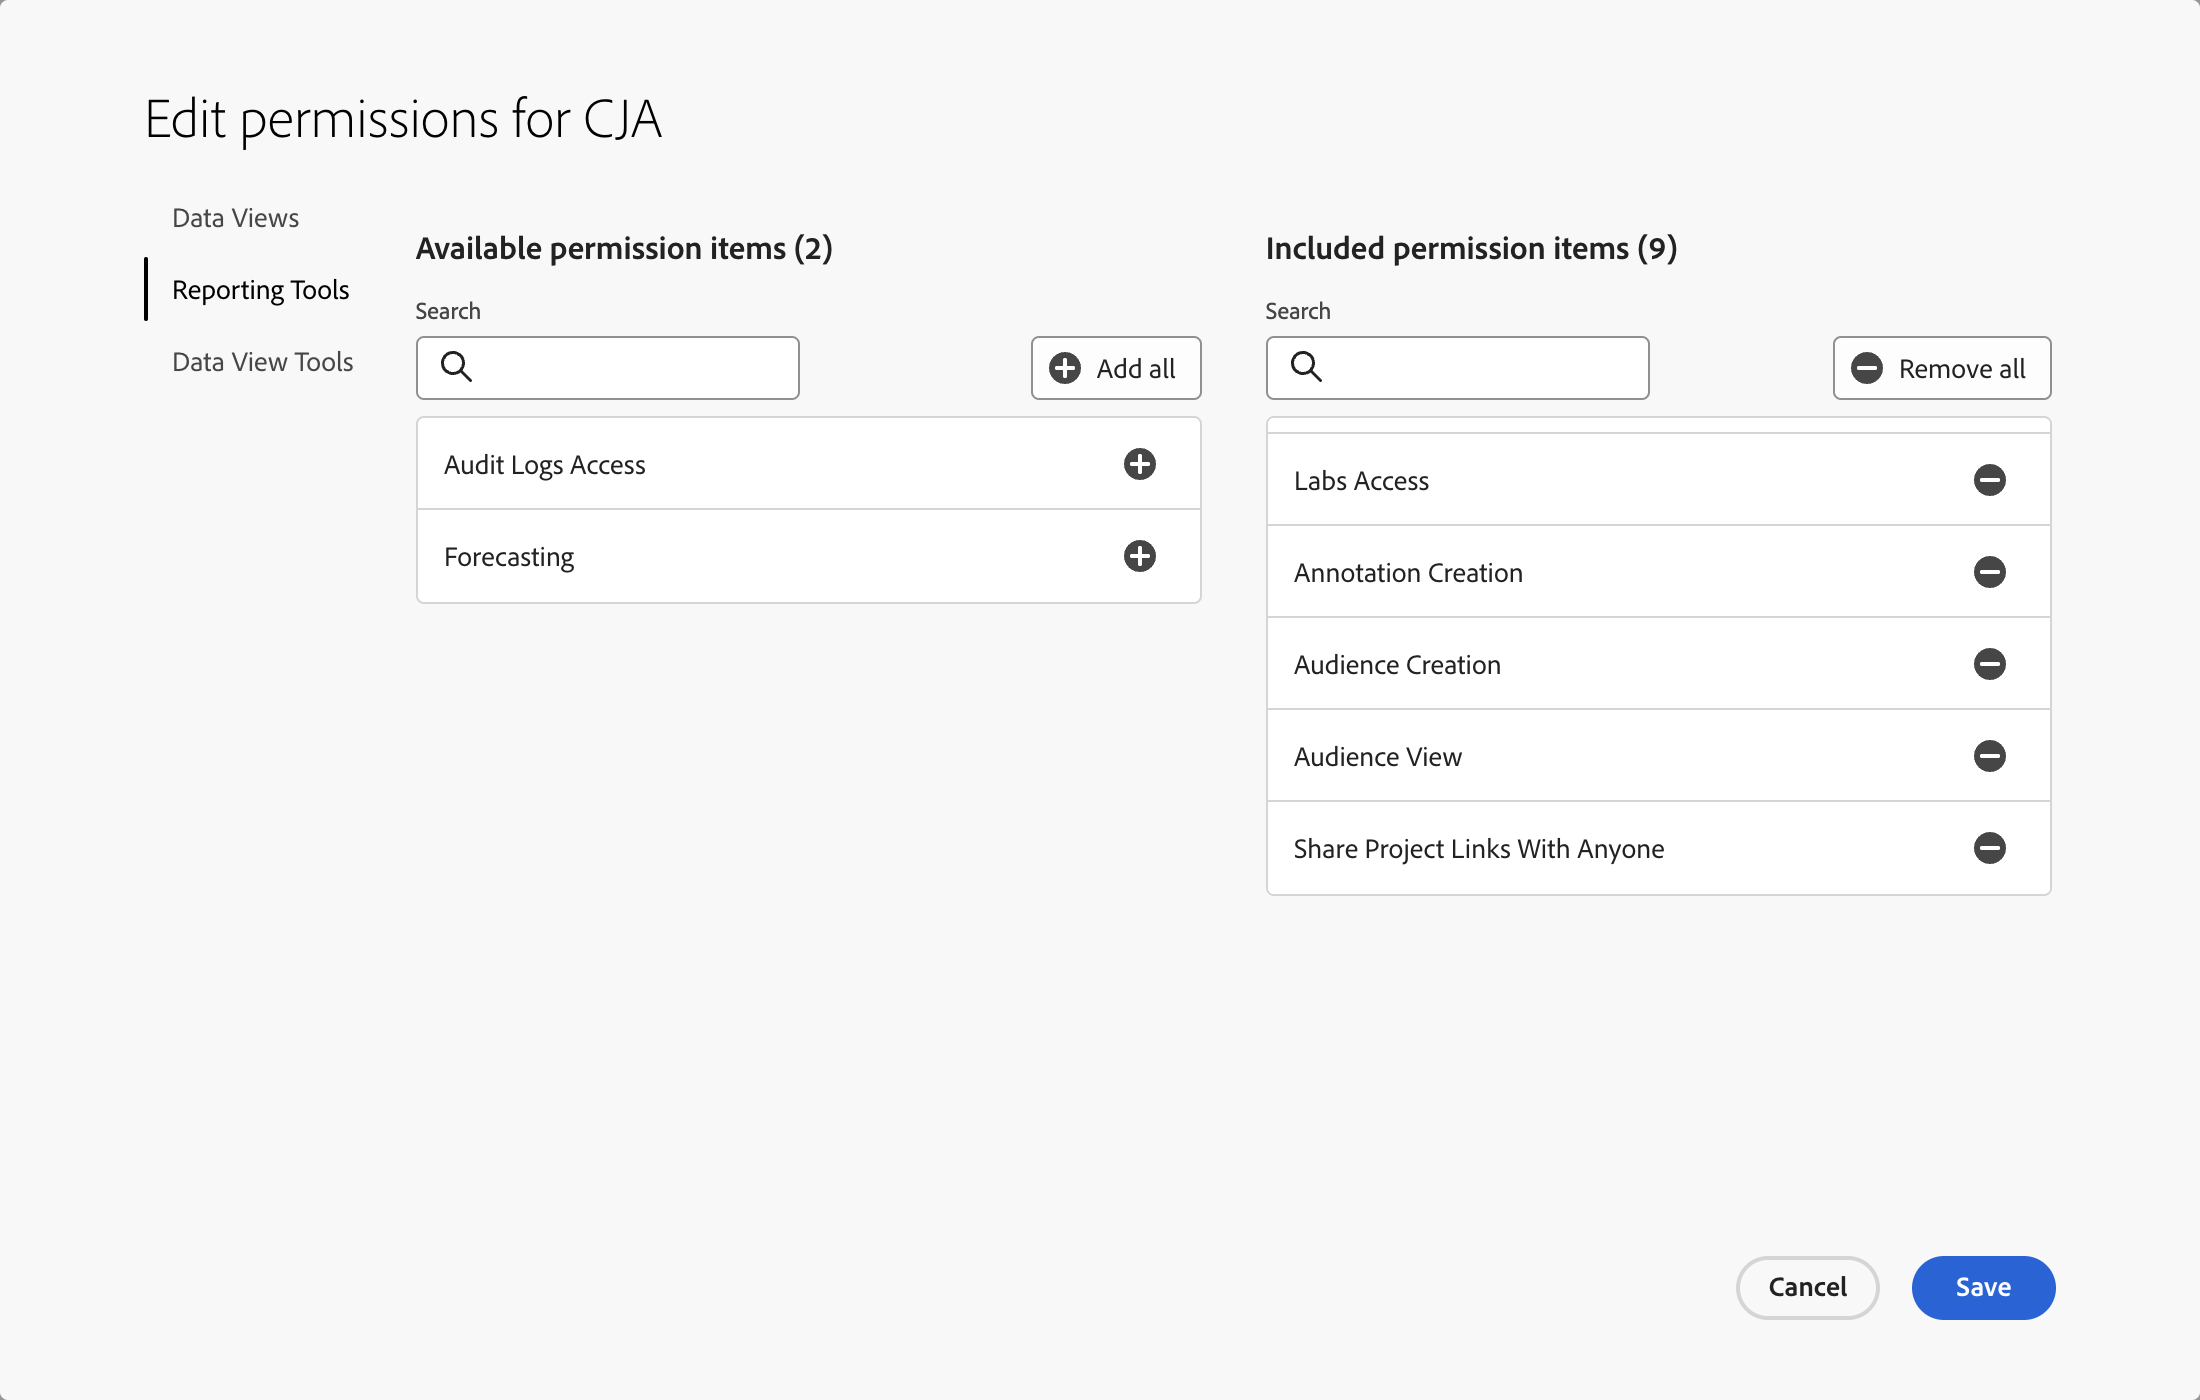 Edit permissions for CJA
Data Views
Reporting Tools
Data View Tools
Available permission items (2)
Search
Add all
Audit Logs Access
Forecasting
Included permission items (9)
Search
Remove all
Labs Access
Annotation Creation
Audience Creation
Audience View
Share Project Links With Anyone
Cancel
Save